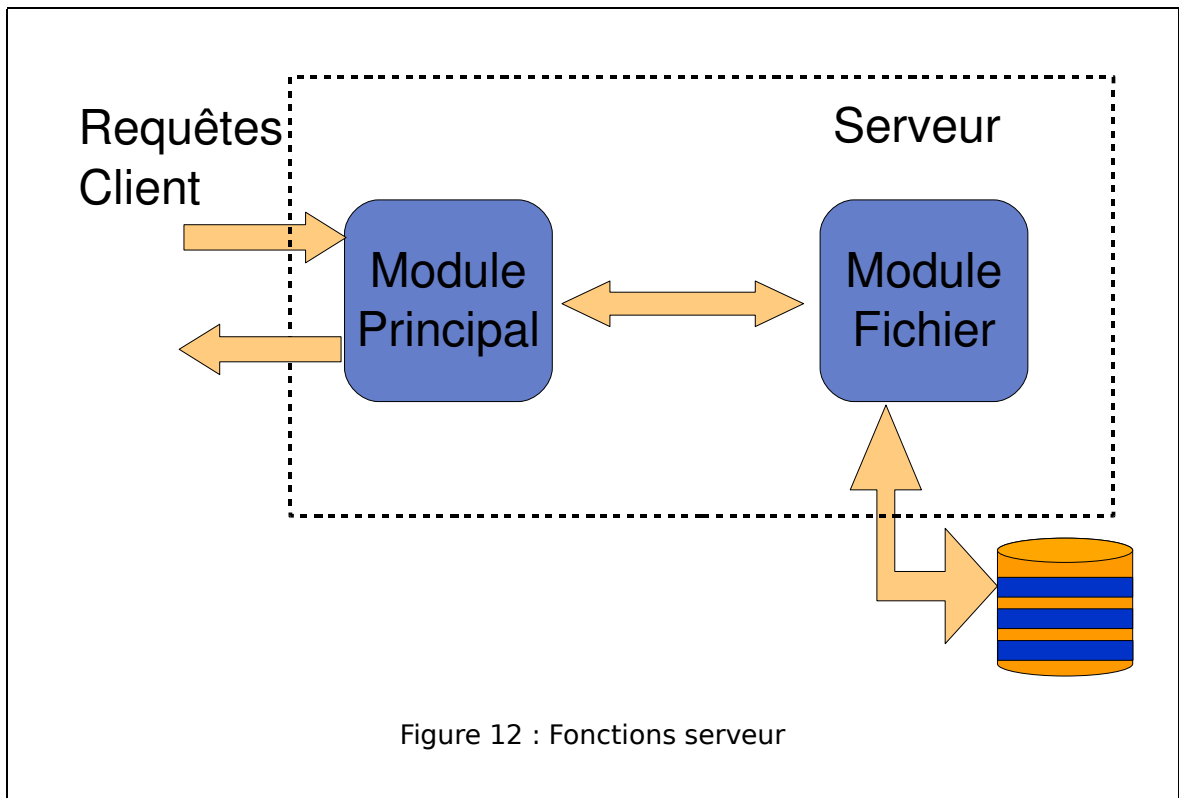 Requêtes
Client
Serveur
Module
Principal
Module
Fichier
Figure 12 : Fonctions serveur